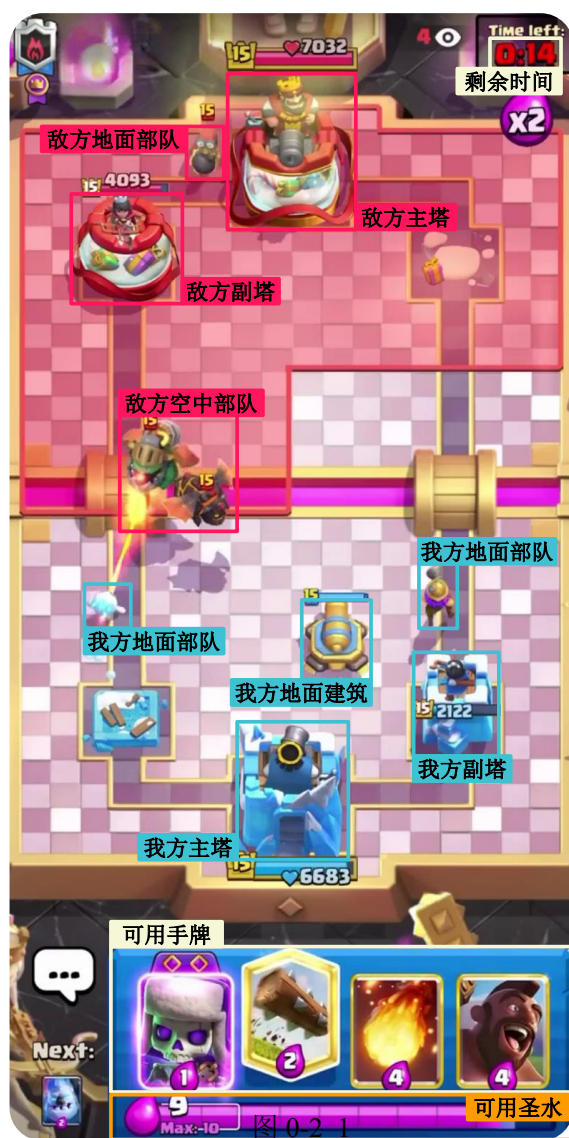 15 7032
4
Time left:
0:14
剩余时间
x2
15
敌方地面部队
15 4093
敌方主塔
敌方副塔
敌方空中部队
15
15
我方地面部队
15
我方地面部队
我方地面建筑
15 2122
我方副塔
我方主塔
15 6683
可用手牌
...
1
2
4
4
Next:
2
9
可用圣水
Max:10
图 0-2 1